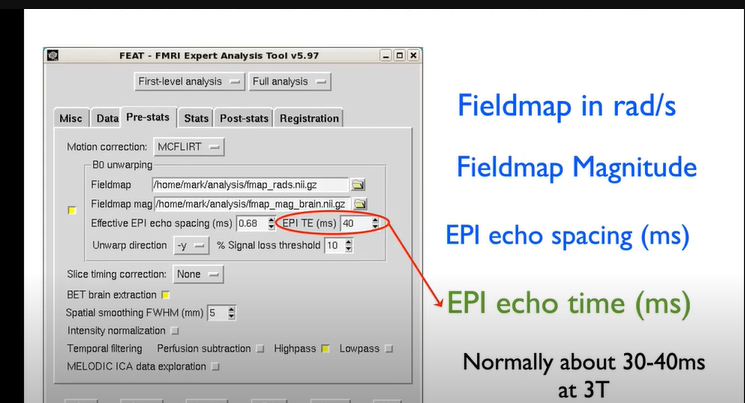 FEAT - FMRI Expert Analysis Tool v5.97
First-level analysis Full analysis
Misc Data Pre-stats Stats Post-stats Registration
Motion correction: MCFLIRT
B0 unwarping
Fieldmap /home/mark/analysis/fmap_rads.nii.gz
Fieldmap mag /home/mark/analysis/fmap_mag_brain.nii.gz
Effective EPI echo spacing (ms) 0.68 EPI TE (ms) 40
Unwarp direction -y % Signal loss threshold 10
Slice timing correction: None
BET brain extraction
Spatial smoothing FWHM (mm) 5
Intensity normalization
Temporal filtering Perfusion subtraction Highpass Lowpass
MELODIC ICA data exploration
Fieldmap in rad/s
Fieldmap Magnitude
EPI echo spacing (ms)
EPI echo time (ms)
Normally about 30-40ms
at 3T